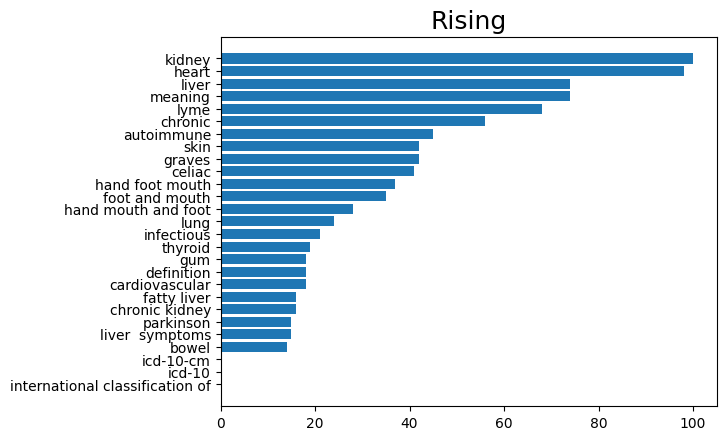 Rising
kidney
heart
liver
meaning
lyme
chronic
autoimmune
skin
graves
celiac
hand foot mouth
foot and mouth
hand mouth and foot
lung
infectious
thyroid
gum
definition
cardiovascular
fatty liver
chronic kidney
parkinson
liver  symptoms
bowel
icd-10-cm
icd-10
international classification of
0 20 40 60 80 100